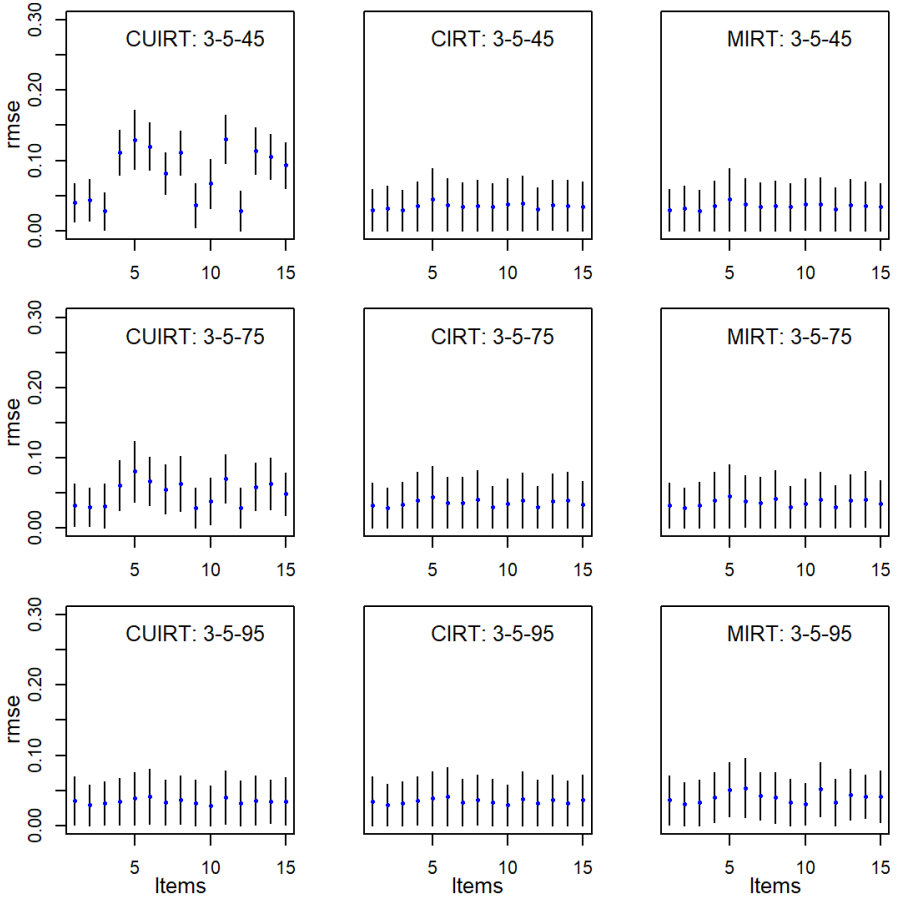 CUIRT: 3-5-45
CIRT: 3-5-45
MIRT: 3-5-45
rmse
0.30
0.20
0.10
0.00
5 10 15
5 10 15
5 10 15
CUIRT: 3-5-75
CIRT: 3-5-75
MIRT: 3-5-75
rmse
0.30
0.20
0.10
0.00
5 10 15
5 10 15
5 10 15
CUIRT: 3-5-95
CIRT: 3-5-95
MIRT: 3-5-95
rmse
0.30
0.20
0.10
0.00
5 10 15
5 10 15
5 10 15
Items
Items
Items